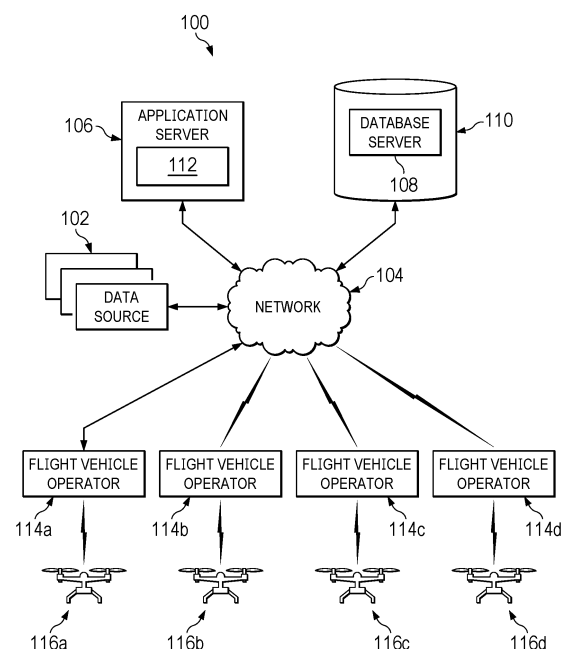 100
106
APPLICATION
SERVER
112
DATABASE
SERVER
108
110
102
DATA
SOURCE
NETWORK
104
FLIGHT VEHICLE
OPERATOR
FLIGHT VEHICLE
OPERATOR
FLIGHT VEHICLE
OPERATOR
FLIGHT VEHICLE
OPERATOR
114a
114b
114c
114d
116a
116b
116c
116d